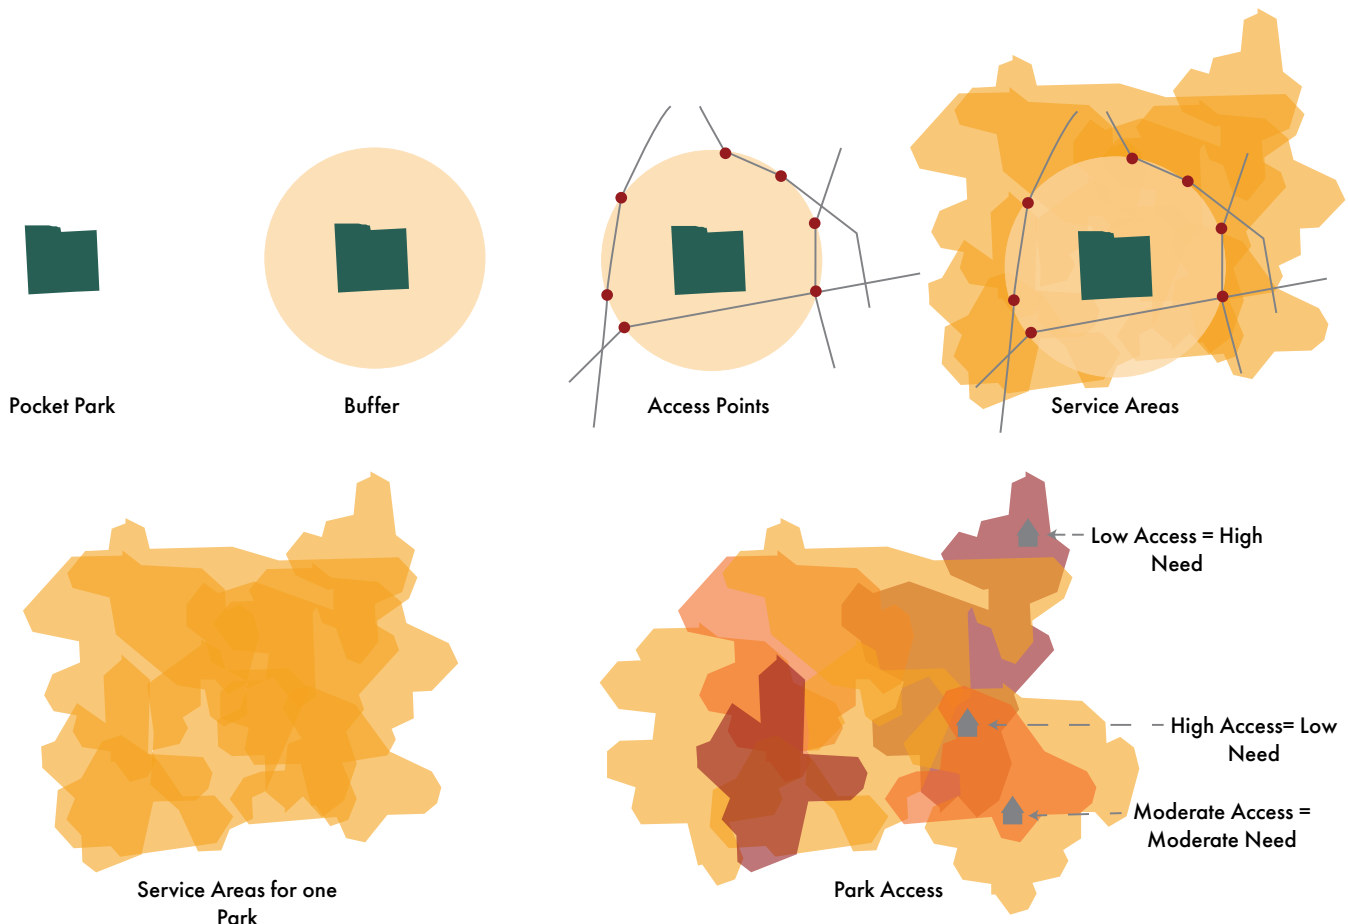 Pocket Park
Buffer
Access Points
Service Areas
Low Access = High
Need
High Access= Low
Need
Moderate Access =
Moderate Need
Service Areas for one
Park
Park Access